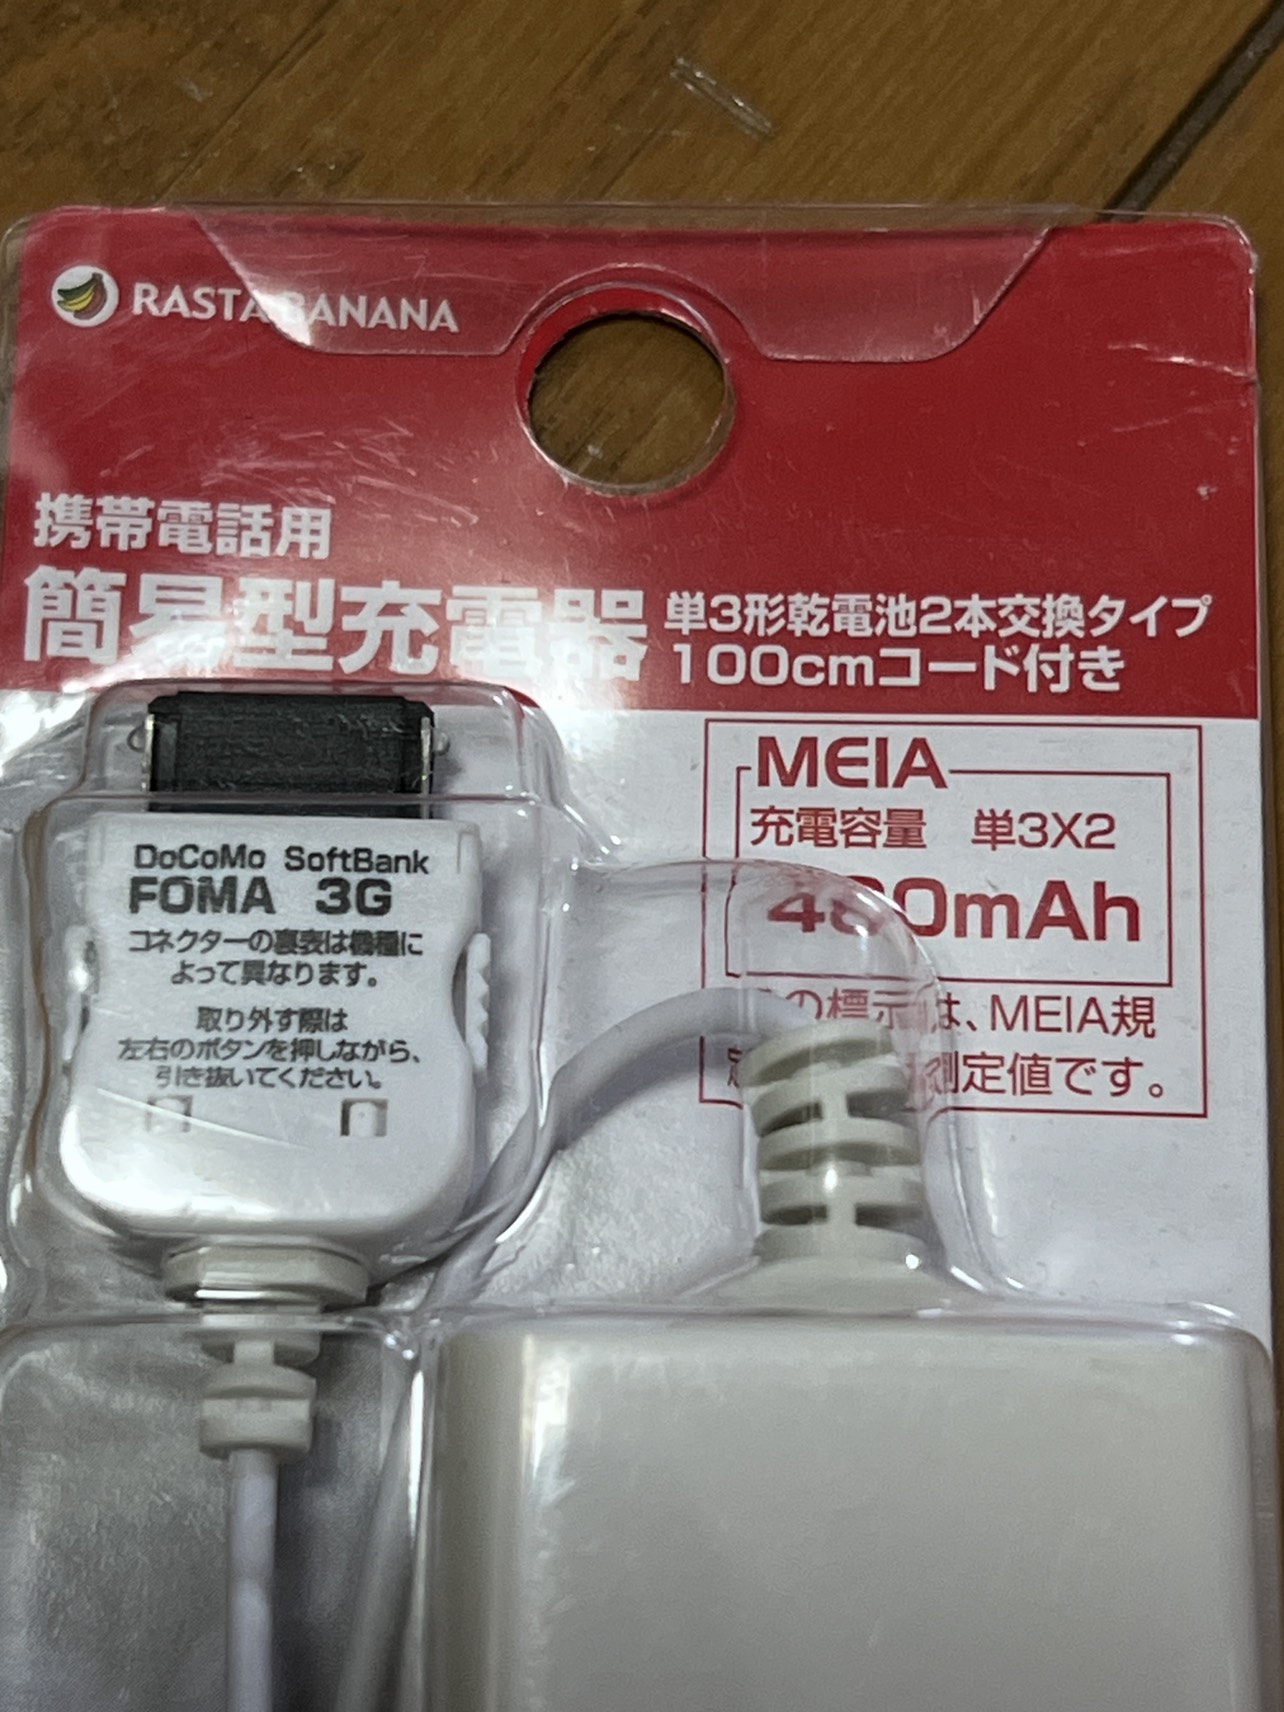 RASTA BANANA
携帯電話用
簡易型充電器
単3形乾電池2本交換タイプ
100cmコード付き
MEIA
充電容量 単3X2
mAh
DoCoMo SoftBank
FOMA 3G
コネクターの裏表は機種に
よって異なります。
取り外す際は
左右のボタンを押しながら、
引き抜いてください。
の標示は、MEIA規
測定値です。